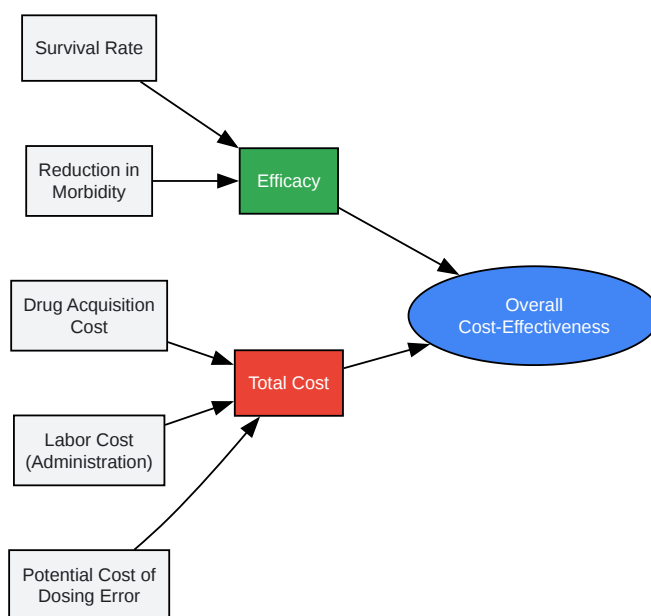 Survival Rate
Reduction in
Morbidity
Efficacy
Drug Acquisition
Cost
Overall
Cost-Effectiveness
Total Cost
Labor Cost
(Administration)
Potential Cost of
Dosing Error